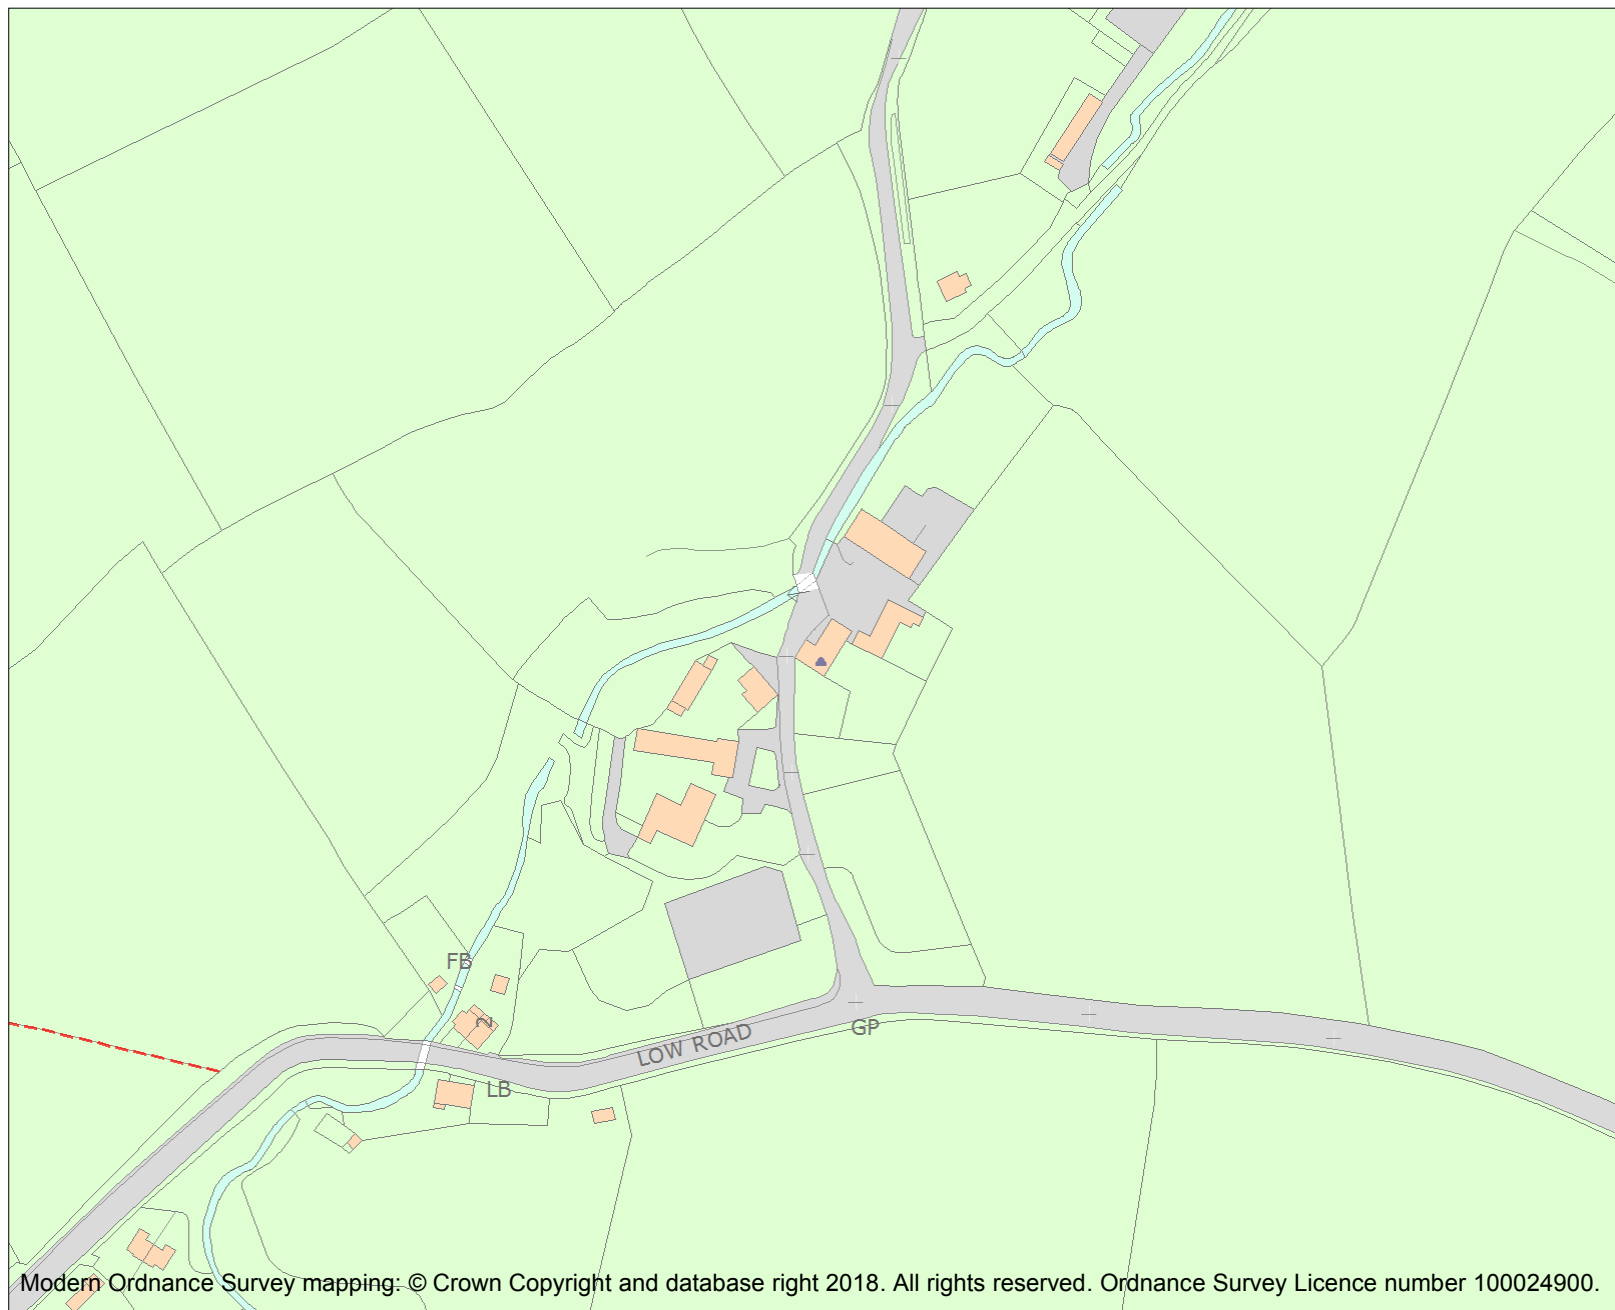 FB
2
LOW ROAD
GP
LB
Modern Ordnance Survey mapping: © Crown Copyright and database right 2018. All rights reserved. Ordnance Survey Licence number 100024900.